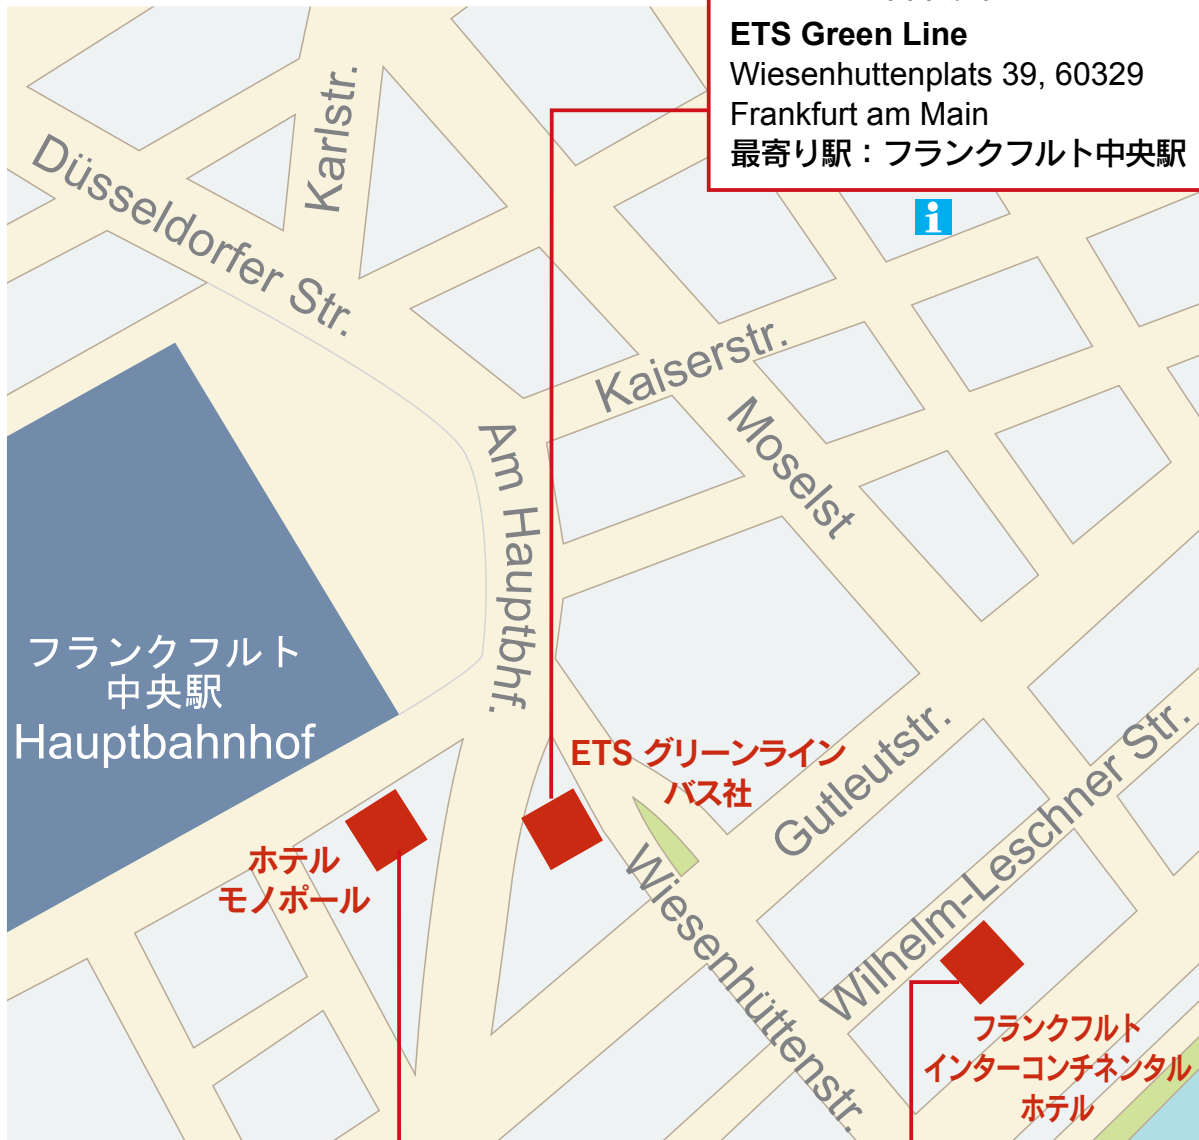 ETS Green Line
Wiesenhuttenplats 39, 60329
Frankfurt am Main
最寄り駅：フランクフルト中央駅
Karlstr.
Düsseldorfer Str.
Kaiserstr.
Moselst
Am Hauptbhf.
フランクフルト
中央駅
Hauptbahnhof
ETS グリーンライン
バス社
Gutleutstr.
Wilhelm-Leschner Str.
ホテル
モノポール
Wiesenhüttenstr.
フランクフルト
インターコンチネンタル
ホテル